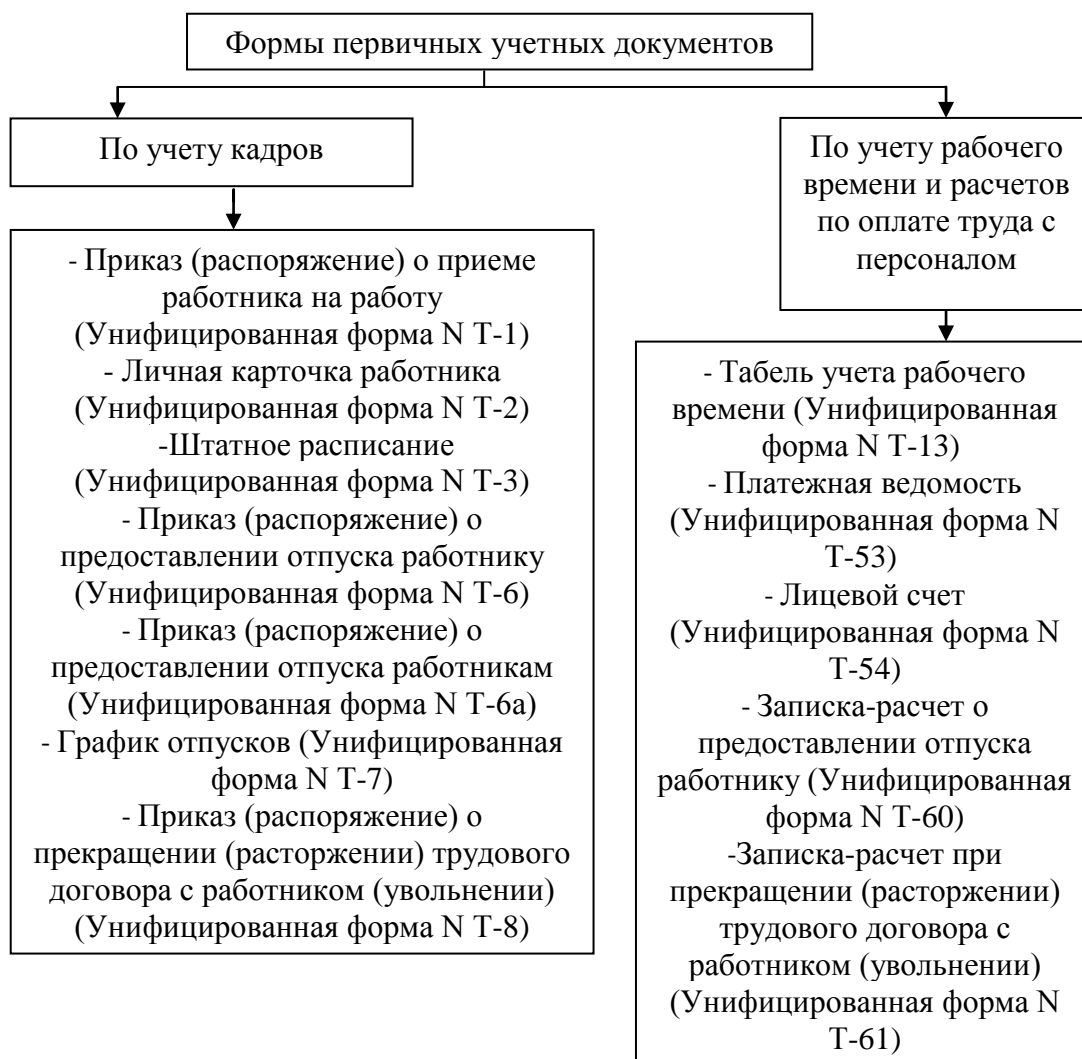 Формы первичных учетных документов
По учету кадров
- Приказ (распоряжение) о приеме
работника на работу
(Унифицированная форма N Т-1)
- Личная карточка работника
(Унифицированная форма N Т-2)
-Штатное расписание
(Унифицированная форма N Т-3)
- Приказ (распоряжение) о
предоставлении отпуска работнику
(Унифицированная форма N Т-6)
- Приказ (распоряжение) о
предоставлении отпуска работникам
(Унифицированная форма N Т-6а)
- График отпусков (Унифицированная
форма N Т-7)
- Приказ (распоряжение) о
прекращении (расторжении) трудового
договора с работником (увольнении)
(Унифицированная форма N Т-8)
По учету рабочего
времени и расчетов
по оплате труда с
персоналом
- Табель учета рабочего
времени (Унифицированная
форма N Т-13)
- Платежная ведомость
(Унифицированная форма N
Т-53)
- Лицевой счет
(Унифицированная форма N
Т-54)
- Записка-расчет о
предоставлении отпуска
работнику (Унифицированная
форма N Т-60)
-Записка-расчет при
прекращении (расторжении)
трудового договора с
работником (увольнении)
(Унифицированная форма N
Т-61)